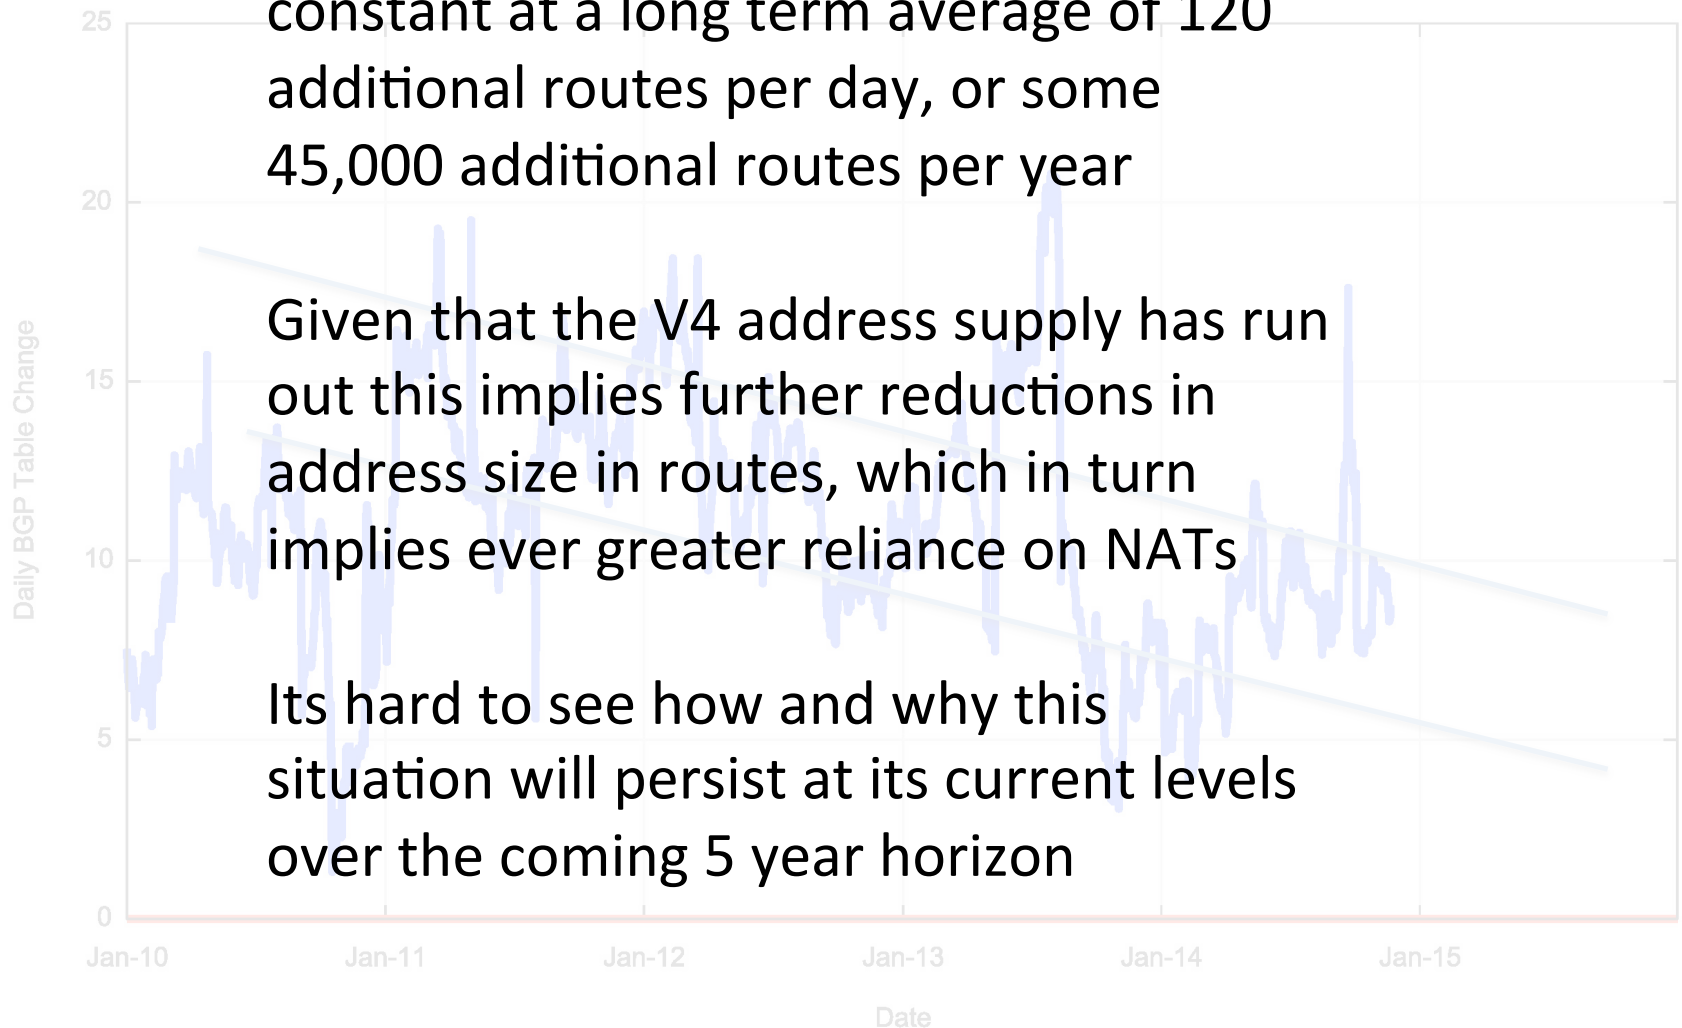 constant at a long term average of 120
additional routes per day, or some
45,000 additional routes per year
Given that the V4 address supply has run
out this implies further reductions in
address size in routes, which in turn
implies ever greater reliance on NATs
Its hard to see how and why this
situation will persist at its current levels
over the coming 5 year horizon
Daily BGP Table Change
25
20
15
10
5
0
Jan-10
Jan-11
Jan-12
Jan-13
Jan-14
Jan-15
Date